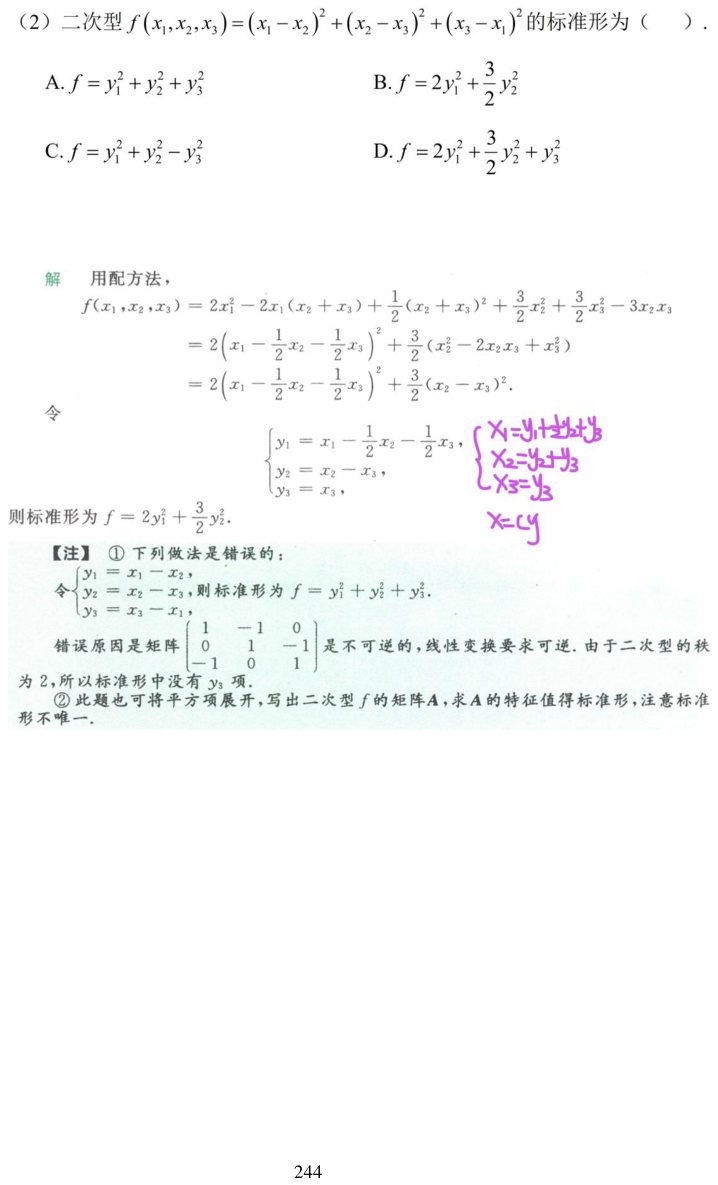 （2）二次型 f(x₁,x₂,x₃)=(x₁−x₂)²+(x₂−x₃)²+(x₃−x₁)²的标准形为（　　）.
A. f = y₁²+y₂²+y₃²　　B. f = 2y₁²+3/2 y₂²
C. f = y₁²+y₂²−y₃²　　D. f = 2y₁²+3/2 y₂²+y₃²
解　用配方法，
f(x₁,x₂,x₃) = 2x₁² − 2x₁(x₂+x₃) + 1/2(x₂+x₃)² + 3/2 x₂² + 3/2 x₃² − 3x₂x₃
= 2(x₁ − 1/2 x₂ − 1/2 x₃)² + 3/2(x₂² − 2x₂x₃ + x₃²)
= 2(x₁ − 1/2 x₂ − 1/2 x₃)² + 3/2(x₂ − x₃)².
令
{ y₁ = x₁ − 1/2 x₂ − 1/2 x₃,
y₂ = x₂ − x₃,
y₃ = x₃,
{ x₁=y₁+½y₂+y₃
x₂=y₂+y₃
x₃=y₃
x=cy
则标准形为 f = 2y₁² + 3/2 y₂².
【注】 ① 下列做法是错误的：
令{ y₁ = x₁ − x₂,
y₂ = x₂ − x₃, 则标准形为 f = y₁² + y₂² + y₃².
y₃ = x₃ − x₁,
错误原因是矩阵 [1 −1 0; 0 1 −1; −1 0 1] 是不可逆的，线性变换要求可逆. 由于二次型的秩
为 2，所以标准形中没有 y₃ 项.
② 此题也可将平方项展开，写出二次型 f 的矩阵A，求A的特征值得标准形，注意标准
形不唯一.
244